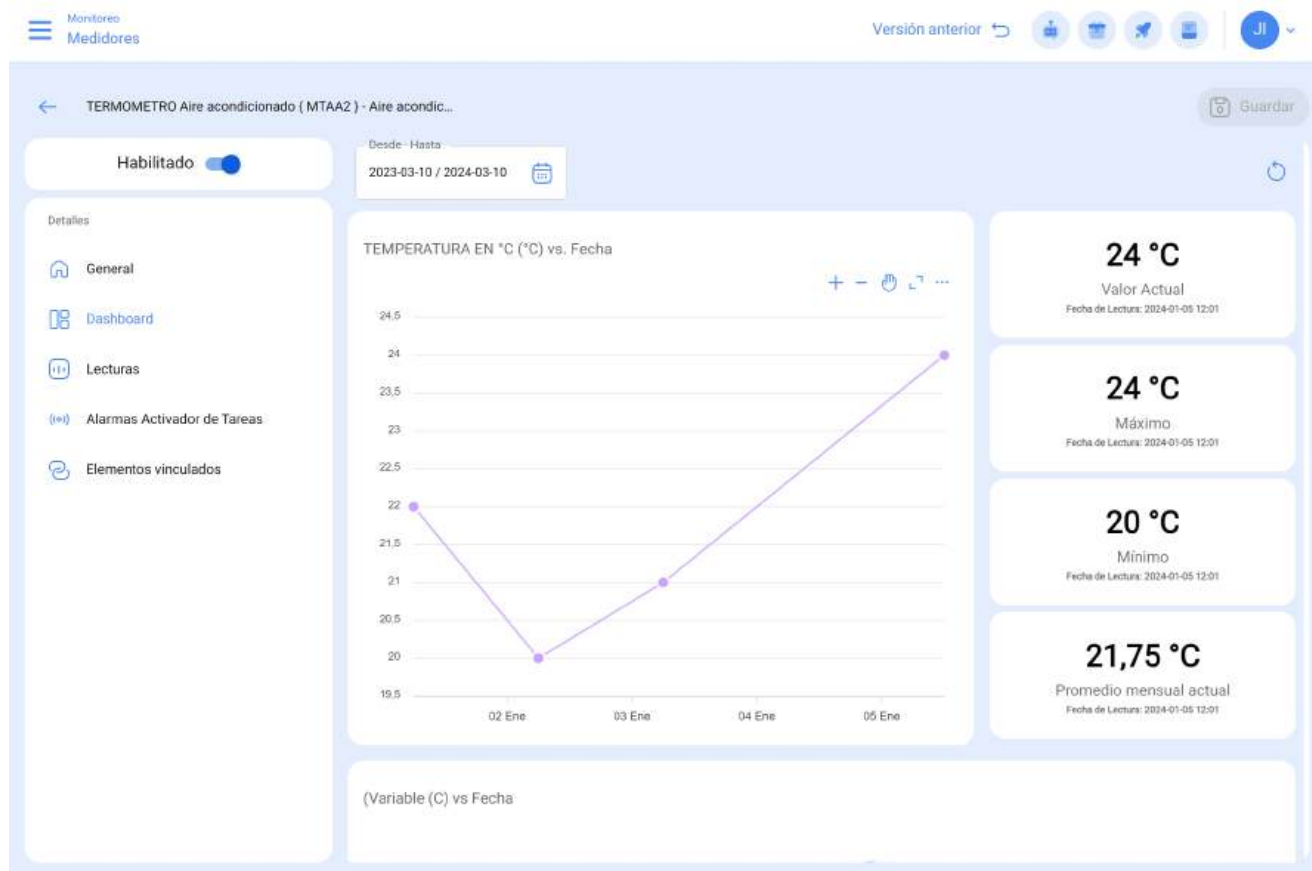 Monitoreo
Medidores
Versión anterior
JI
TERMOMETRO Aire acondicionado ( MTAA2 ) - Aire acondic...
Guardar
Habilitado
Desde - Hasta
2023-03-10 / 2024-03-10
Detalles
General
Dashboard
Lecturas
Alarmas Activador de Tareas
Elementos vinculados
TEMPERATURA EN °C (°C) vs. Fecha
24,5
24
23,5
23
22,5
22
21,5
21
20,5
20
19,5
02 Ene
03 Ene
04 Ene
05 Ene
24 °C
Valor Actual
Fecha de Lectura: 2024-01-05 12:01
24 °C
Máximo
Fecha de Lectura: 2024-01-05 12:01
20 °C
Mínimo
Fecha de Lectura: 2024-01-05 12:01
21,75 °C
Promedio mensual actual
Fecha de Lectura: 2024-01-05 12:01
(Variable (C) vs Fecha